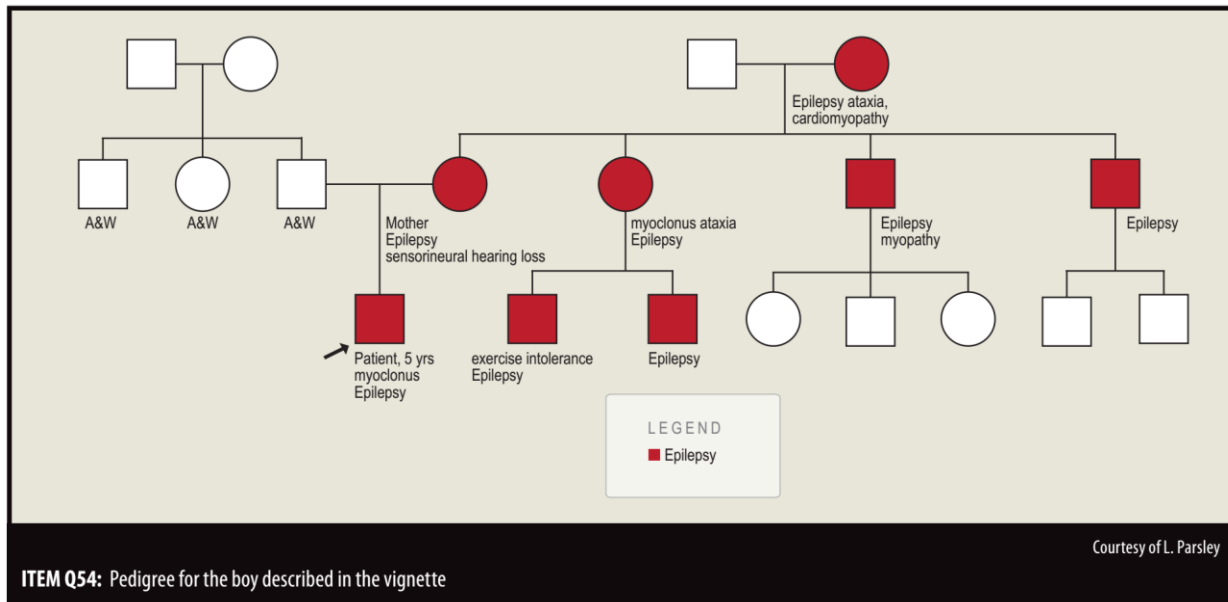 Epilepsy ataxia,
cardiomyopathy
A&W
A&W
A&W
Mother
Epilepsy
sensorineural hearing loss
myoclonus ataxia
Epilepsy
Epilepsy
myopathy
Epilepsy
Patient, 5 yrs
myoclonus
Epilepsy
exercise intolerance
Epilepsy
Epilepsy
LEGEND
Epilepsy
Courtesy of L. Parsley
ITEM Q54: Pedigree for the boy described in the vignette